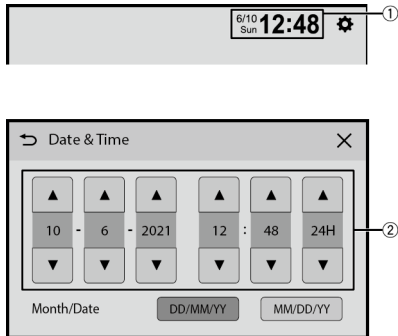 6/10
Sun 12:48
①
Date & Time
10 - 6 - 2021 12 : 48 24H
②
Month/Date DD/MM/YY MM/DD/YY